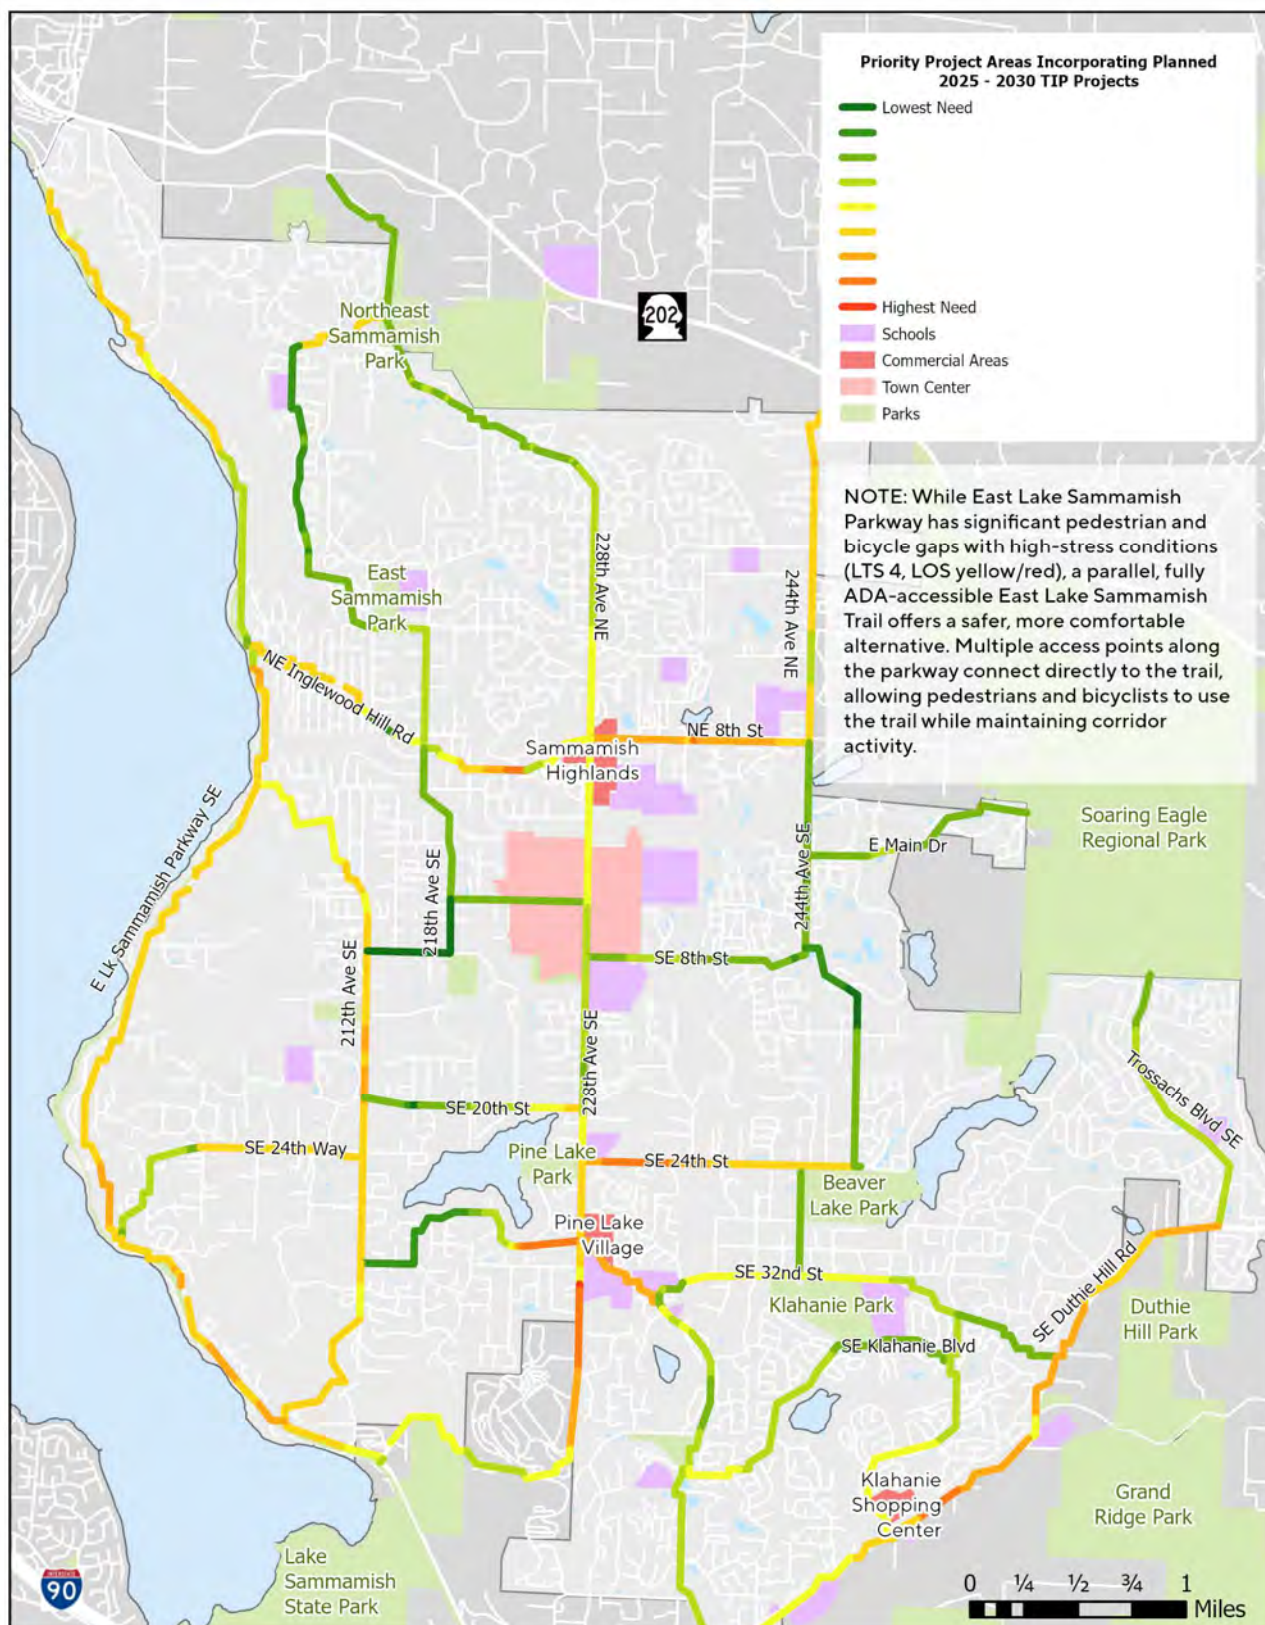 Priority Project Areas Incorporating Planned
2025 - 2030 TIP Projects
Lowest Need
Highest Need
Schools
Commercial Areas
Town Center
Parks
NOTE: While East Lake Sammamish
Parkway has significant pedestrian and
bicycle gaps with high-stress conditions
(LTS 4, LOS yellow/red), a parallel, fully
ADA-accessible East Lake Sammamish
Trail offers a safer, more comfortable
alternative. Multiple access points along
the parkway connect directly to the trail,
allowing pedestrians and bicyclists to use
the trail while maintaining corridor
activity.
202
Northeast
Sammamish
Park
East
Sammamish
Park
228th Ave NE
244th Ave NE
NE Inglewood Hill Rd
NE 8th St
Sammamish
Highlands
E Lk Sammamish Parkway SE
218th Ave SE
244th Ave SE
E Main Dr
Soaring Eagle
Regional Park
212th Ave SE
SE 8th St
228th Ave SE
SE 20th St
Trossachs Blvd SE
SE 24th Way
Pine Lake
Park
SE 24th St
Beaver
Lake Park
Pine Lake
Village
SE 32nd St
Klahanie Park
SE Duthie Hill Rd
Duthie
Hill Park
SE Klahanie Blvd
Klahanie
Shopping
Center
Grand
Ridge Park
Lake
Sammamish
State Park
INTERSTATE
90
0 ¼ ½ ¾ 1
Miles